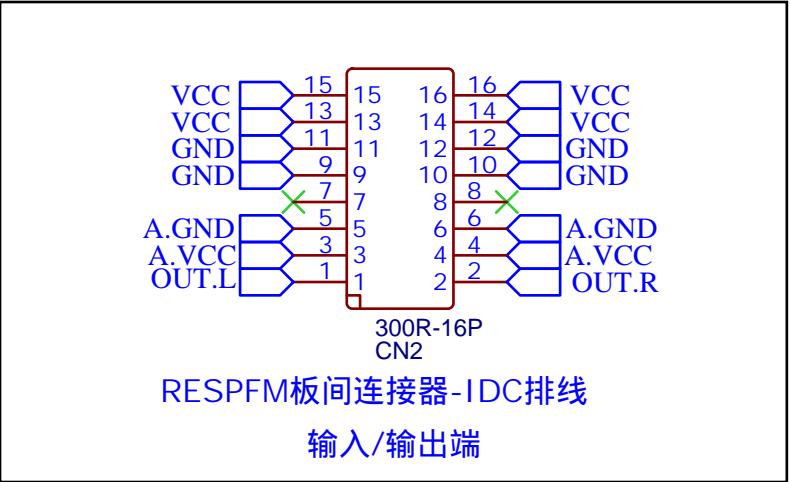 VCC 15 15 16 16 VCC
VCC 13 13 14 14 VCC
GND 11 11 12 12 GND
GND 9 9 10 10 GND
7 7 8 8
A.GND 5 5 6 6 A.GND
A.VCC 3 3 4 4 A.VCC
OUT.L 1 1 2 2 OUT.R
300R-16P
CN2
RESPFM板间连接器-IDC排线
输入/输出端